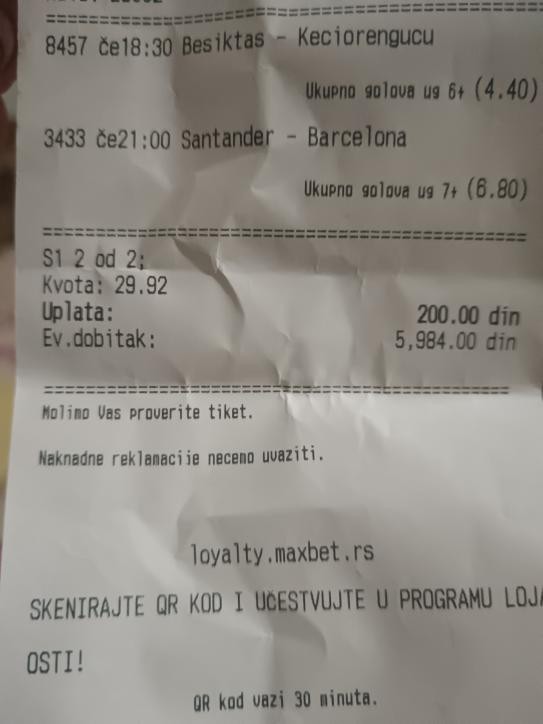 ==============================================
8457 če18:30 Besiktas - Keciorengucu
Ukupno golova ug 6+ (4.40)
3433 če21:00 Santander - Barcelona
Ukupno golova ug 7+ (6.80)
==============================================
S1 2 od 2;
Kvota: 29.92
Uplata: 200.00 din
Ev.dobitak: 5,984.00 din
==============================================
Molimo Vas proverite tiket.
Naknadne reklamacije necemo uvaziti.
loyalty.maxbet.rs
SKENIRAJTE QR KOD I UČESTVUJTE U PROGRAMU LOJA
OSTI!
QR kod vazi 30 minuta.